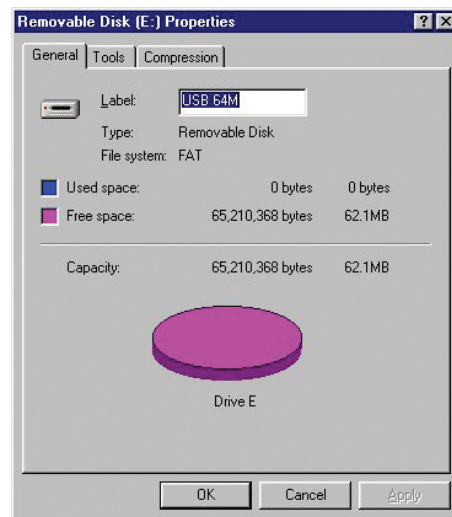 Removable Disk (E:) Properties
General Tools Compression
Label: USB 64M
Type: Removable Disk
File system: FAT
Used space: 0 bytes 0 bytes
Free space: 65,210,368 bytes 62.1MB
Capacity: 65,210,368 bytes 62.1MB
Drive E
OK Cancel Apply